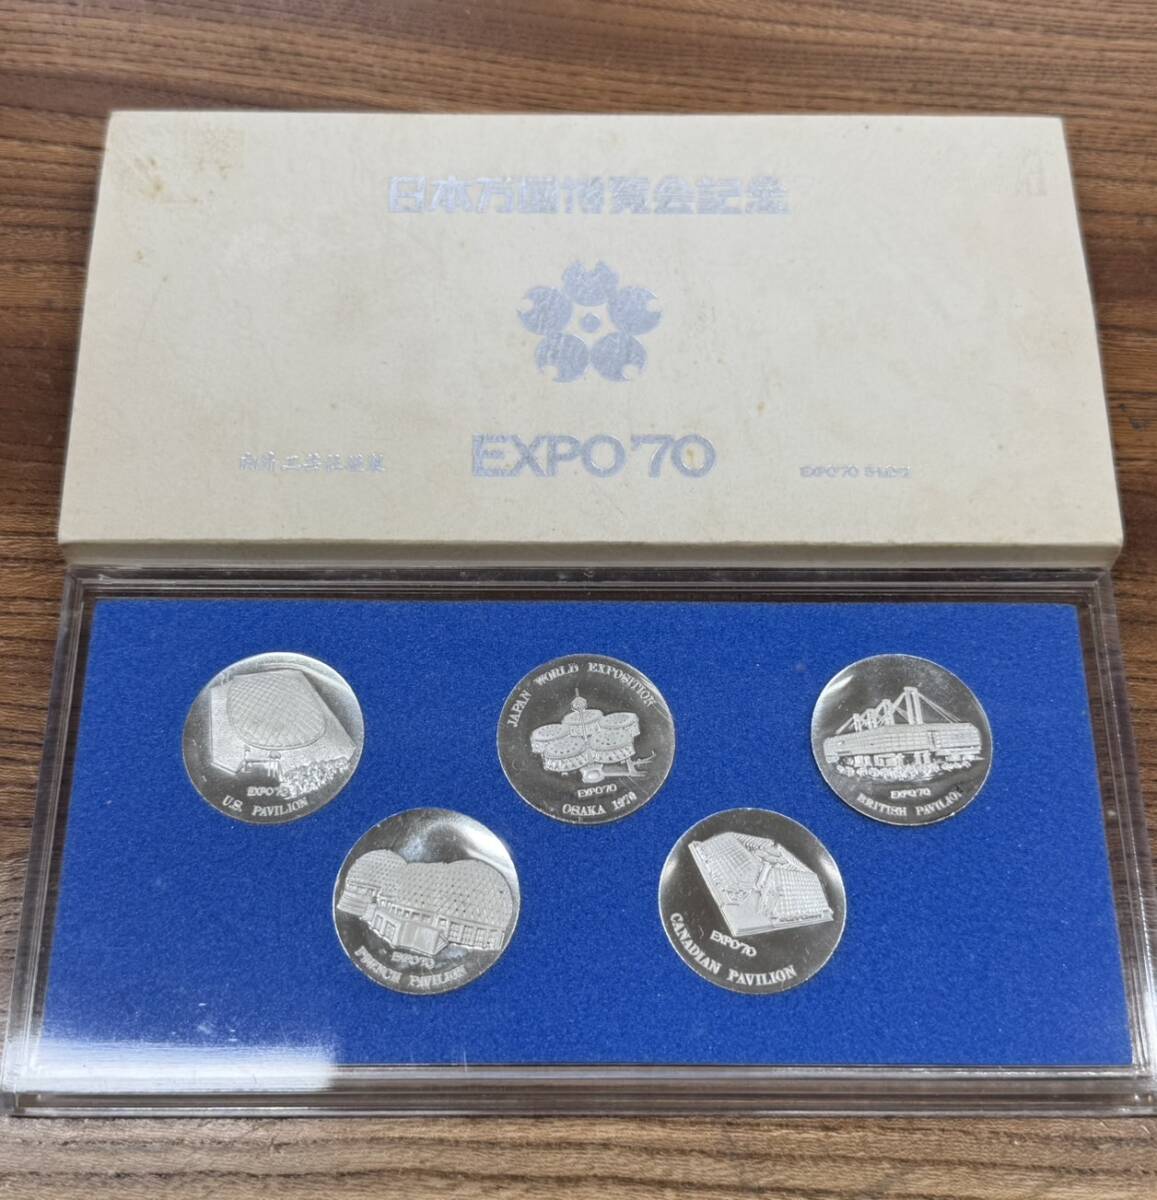 日本万国博覧会記念
EXPO'70
EXPO'70
U.S. PAVILION
JAPAN WORLD EXPOSITION
EXPO'70
OSAKA 1970
EXPO'70
BRITISH PAVILION
EXPO'70
FRENCH PAVILION
EXPO'70
CANADIAN PAVILION